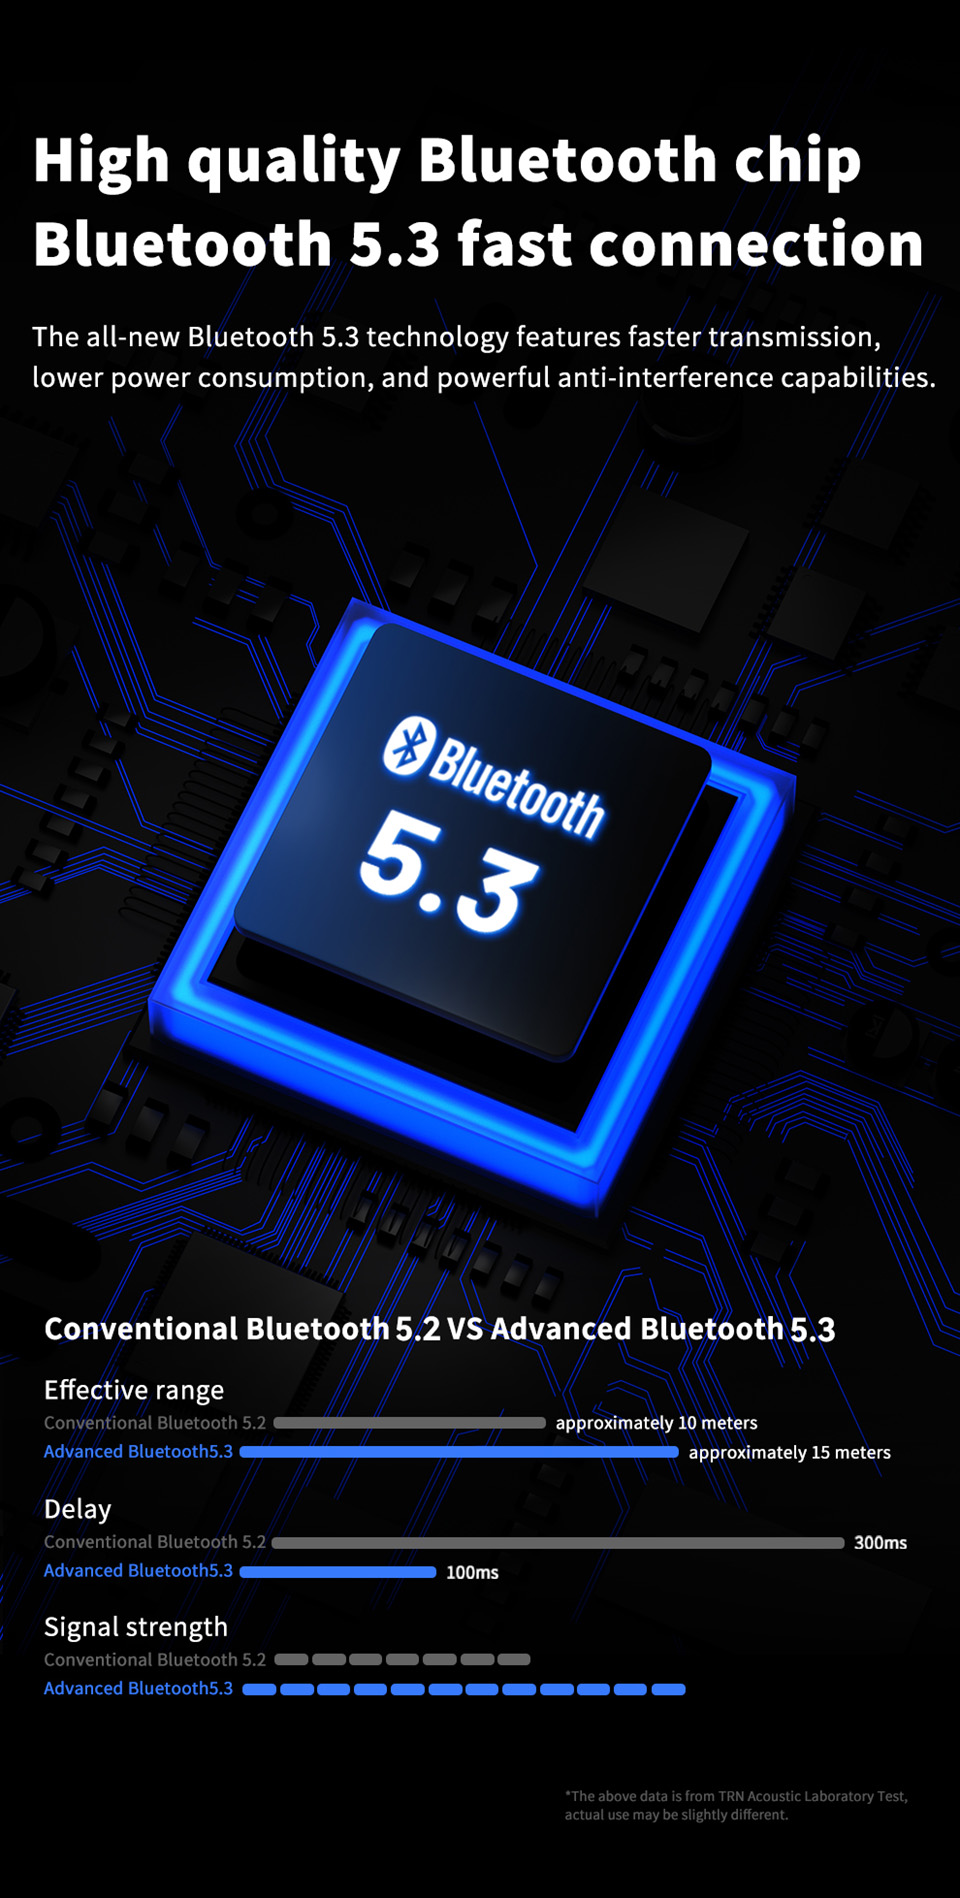 High quality Bluetooth chip
Bluetooth 5.3 fast connection
The all-new Bluetooth 5.3 technology features faster transmission,
lower power consumption, and powerful anti-interference capabilities.
Bluetooth
5.3
Conventional Bluetooth 5.2 VS Advanced Bluetooth 5.3
Effective range
Conventional Bluetooth 5.2 approximately 10 meters
Advanced Bluetooth5.3 approximately 15 meters
Delay
Conventional Bluetooth 5.2 300ms
Advanced Bluetooth5.3 100ms
Signal strength
Conventional Bluetooth 5.2
Advanced Bluetooth5.3
*The above data is from TRN Acoustic Laboratory Test,
actual use may be slightly different.